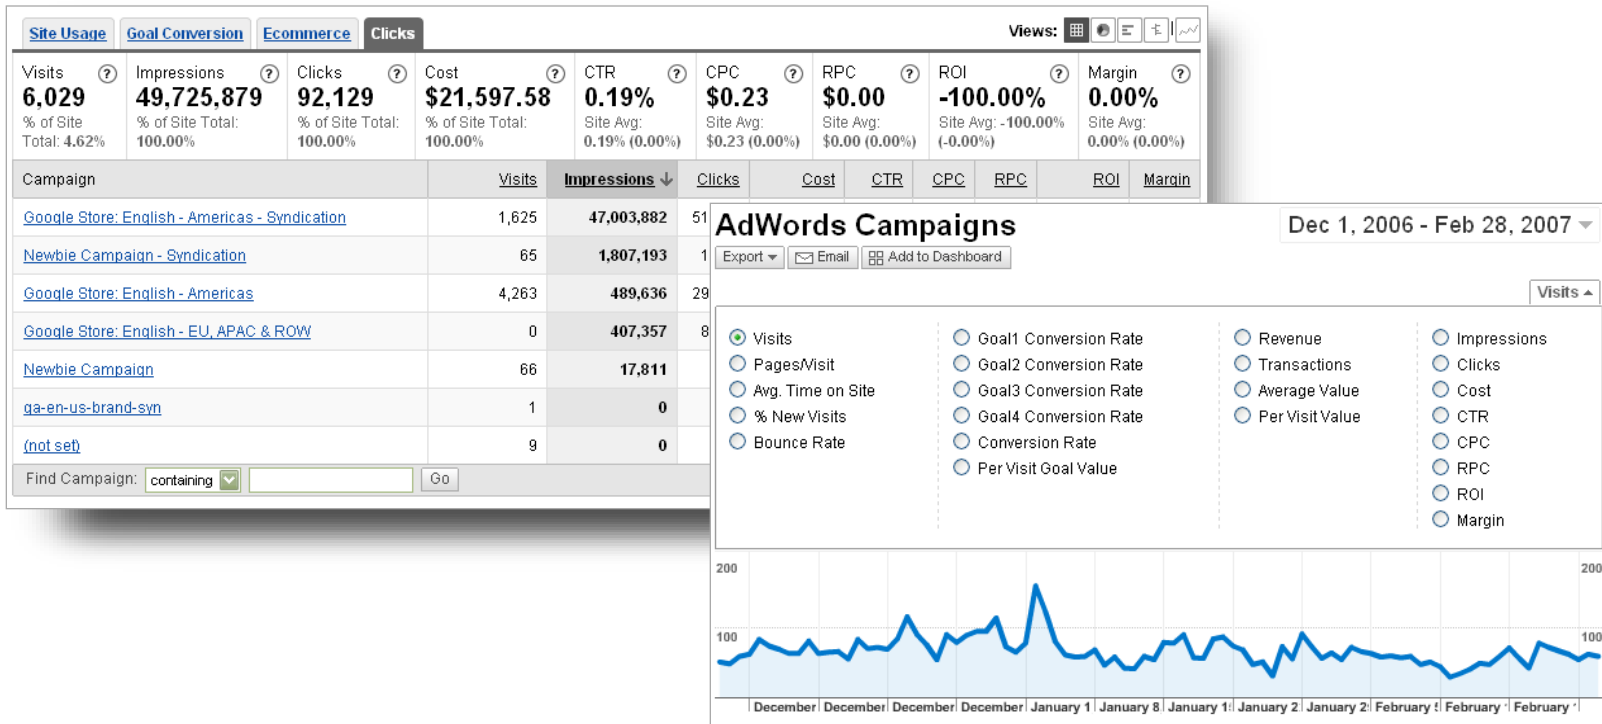 Site Usage Goal Conversion Ecommerce Clicks Views:
Visits Impressions Clicks Cost CTR CPC RPC ROI Margin
6,029 49,725,879 92,129 $21,597.58 0.19% $0.23 $0.00 -100.00% 0.00%
% of Site % of Site Total: % of Site Total: % of Site Total: Site Avg: Site Avg: Site Avg: Site Avg: -100.00% Site Avg:
Total: 4.62% 100.00% 100.00% 100.00% 0.19% (0.00%) $0.23 (0.00%) $0.00 (0.00%) (-0.00%) 0.00% (0.00%)
Campaign Visits Impressions Clicks Cost CTR CPC RPC ROI Margin
Google Store: English - Americas - Syndication 1,625 47,003,882 51
Newbie Campaign - Syndication 65 1,807,193 1
Google Store: English - Americas 4,263 489,636 29
Google Store: English - EU, APAC & ROW 0 407,357 8
Newbie Campaign 66 17,811
ga-en-us-brand-syn 1 0
(not set) 9 0
Find Campaign: containing Go
AdWords Campaigns Dec 1, 2006 - Feb 28, 2007
Export Email Add to Dashboard
Visits
Visits Goal1 Conversion Rate Revenue Impressions
Pages/Visit Goal2 Conversion Rate Transactions Clicks
Avg. Time on Site Goal3 Conversion Rate Average Value Cost
% New Visits Goal4 Conversion Rate Per Visit Value CTR
Bounce Rate Conversion Rate CPC
Per Visit Goal Value RPC
ROI
Margin
200 200
100 100
December December December December January 1 January 8 January 1 January 2 January 2 February February February